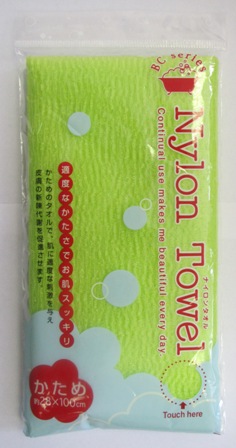 BC series
Nylon Towel
ナイロンタオル
Continual use makes me beautiful every day.
適度なかたさでお肌スッキリ
かためのタオルで、肌に適度な刺激を与え
皮膚の新陳代謝を促進させます。
かため
約28×100cm
Touch here